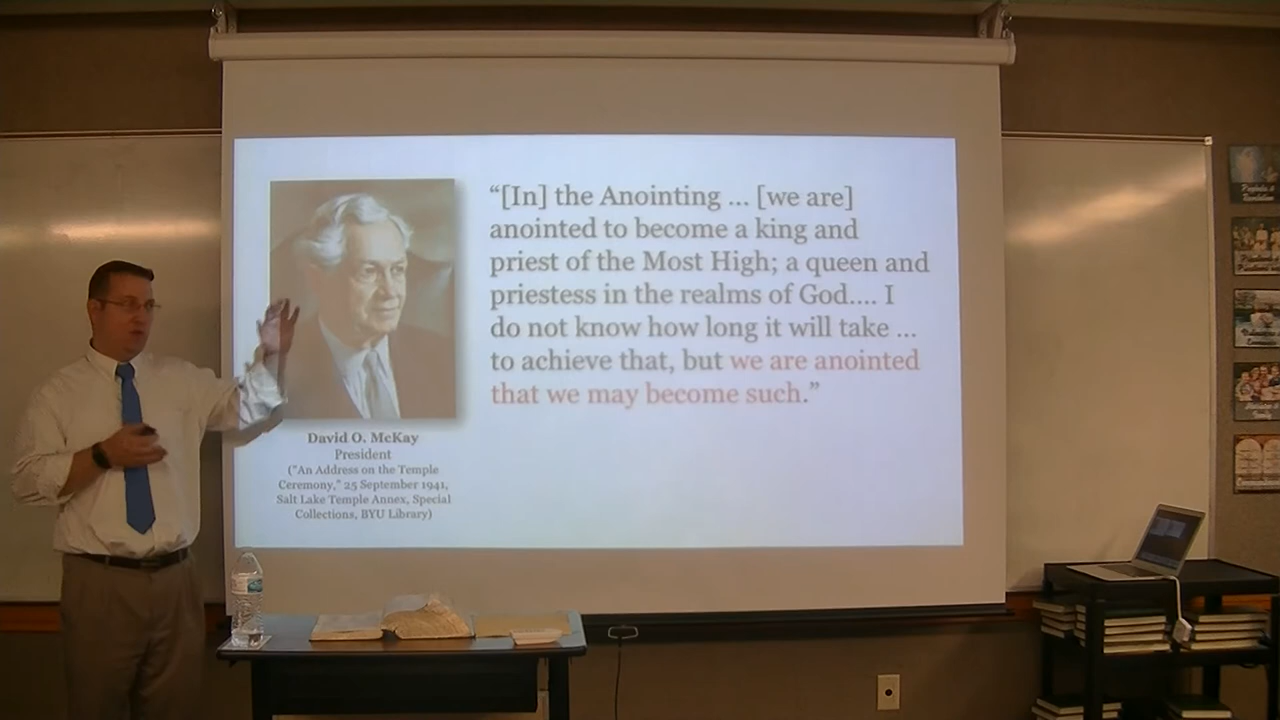 “[In] the Anointing ... [we are]
anointed to become a king and
priest of the Most High; a queen and
priestess in the realms of God.... I
do not know how long it will take ...
to achieve that, but we are anointed
that we may become such.”
David O. McKay
President
("An Address on the Temple
Ceremony," 25 September 1941,
Salt Lake Temple Annex, Special
Collections, BYU Library)